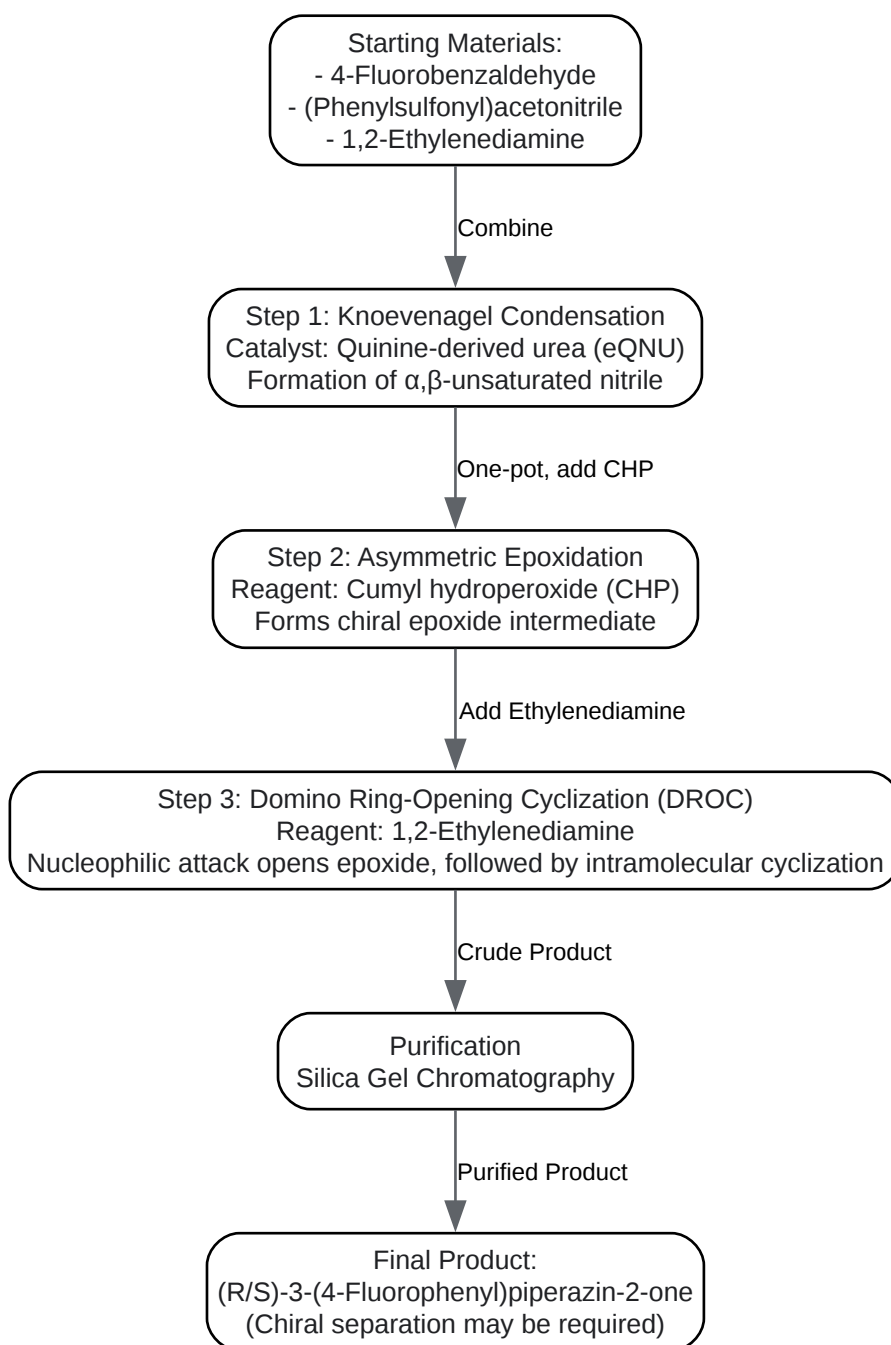 Starting Materials:
- 4-Fluorobenzaldehyde
- (Phenylsulfonyl)acetonitrile
- 1,2-Ethylenediamine
Combine
Step 1: Knoevenagel Condensation
Catalyst: Quinine-derived urea (eQNU)
Formation of α,β-unsaturated nitrile
One-pot, add CHP
Step 2: Asymmetric Epoxidation
Reagent: Cumyl hydroperoxide (CHP)
Forms chiral epoxide intermediate
Add Ethylenediamine
Step 3: Domino Ring-Opening Cyclization (DROC)
Reagent: 1,2-Ethylenediamine
Nucleophilic attack opens epoxide, followed by intramolecular cyclization
Crude Product
Purification
Silica Gel Chromatography
Purified Product
Final Product:
(R/S)-3-(4-Fluorophenyl)piperazin-2-one
(Chiral separation may be required)